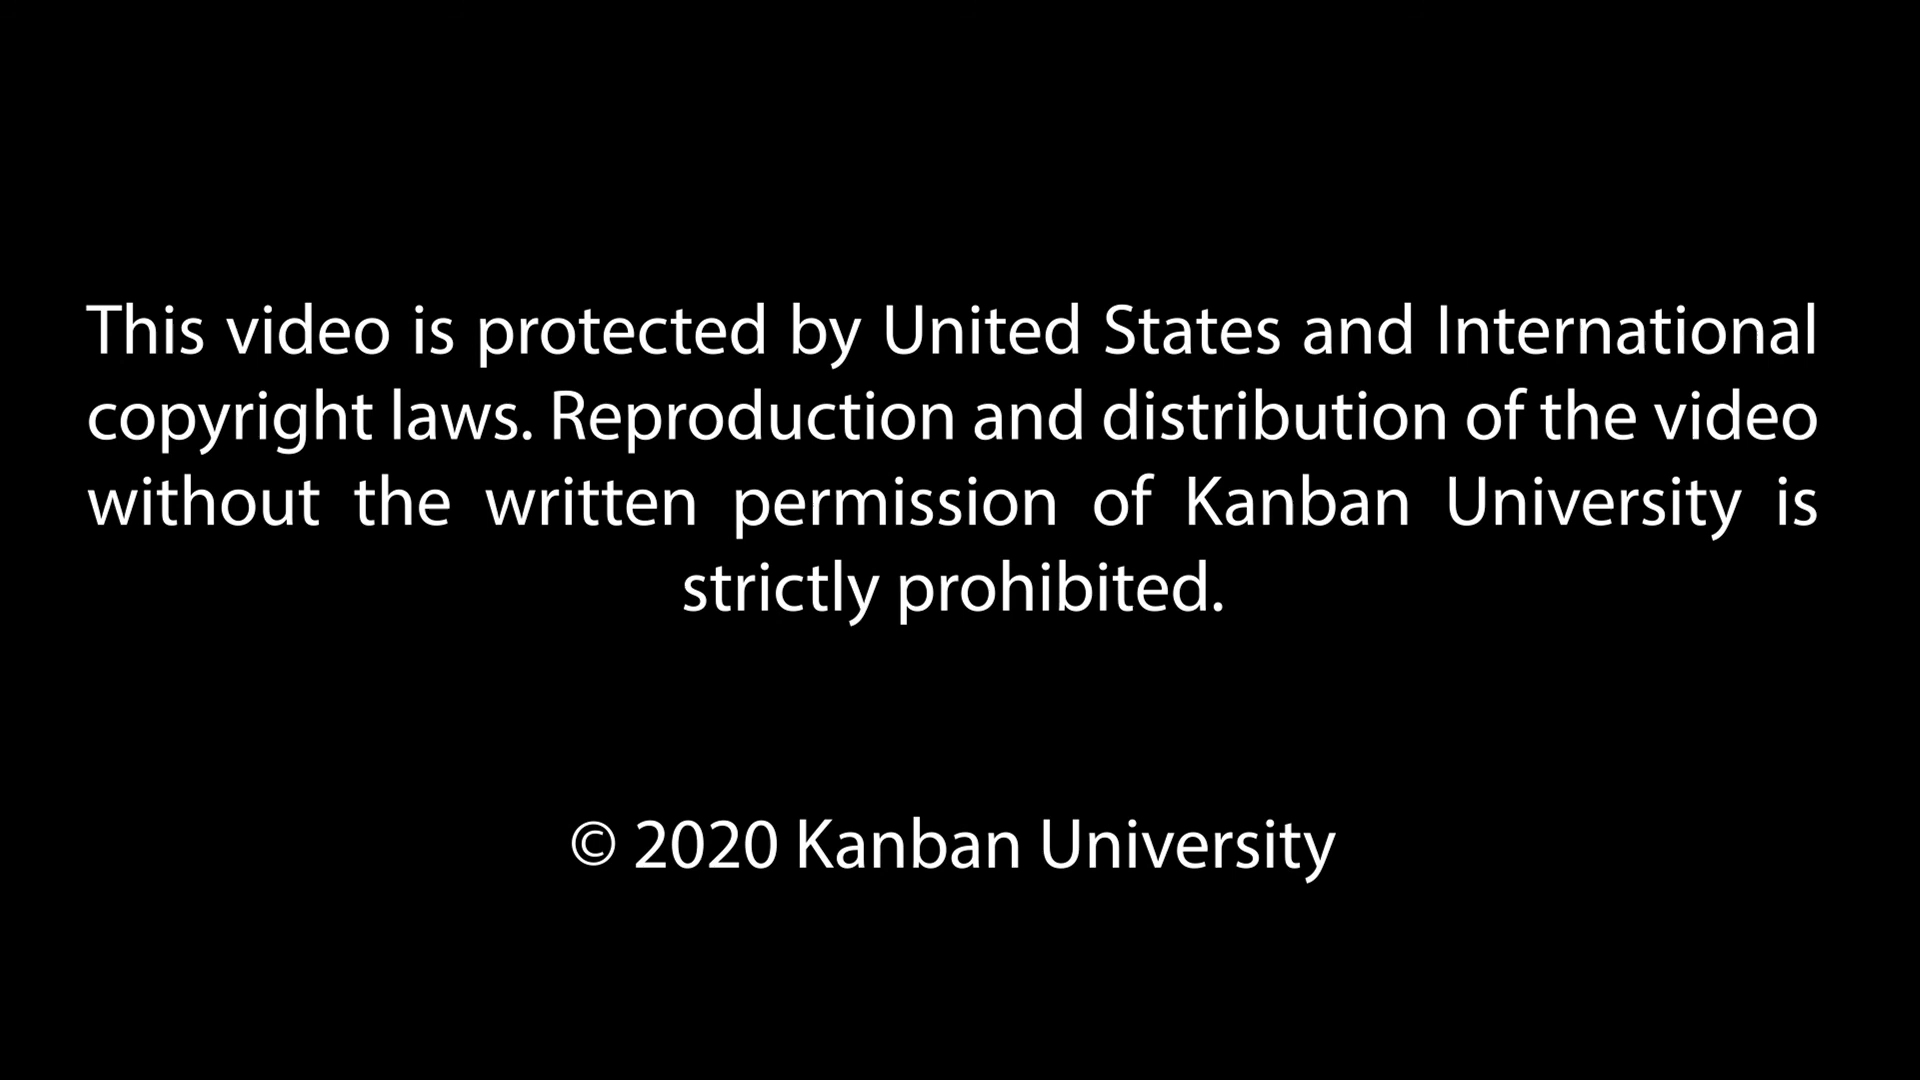 This video is protected by United States and International
copyright laws. Reproduction and distribution of the video
without the written permission of Kanban University is
strictly prohibited.
© 2020 Kanban University